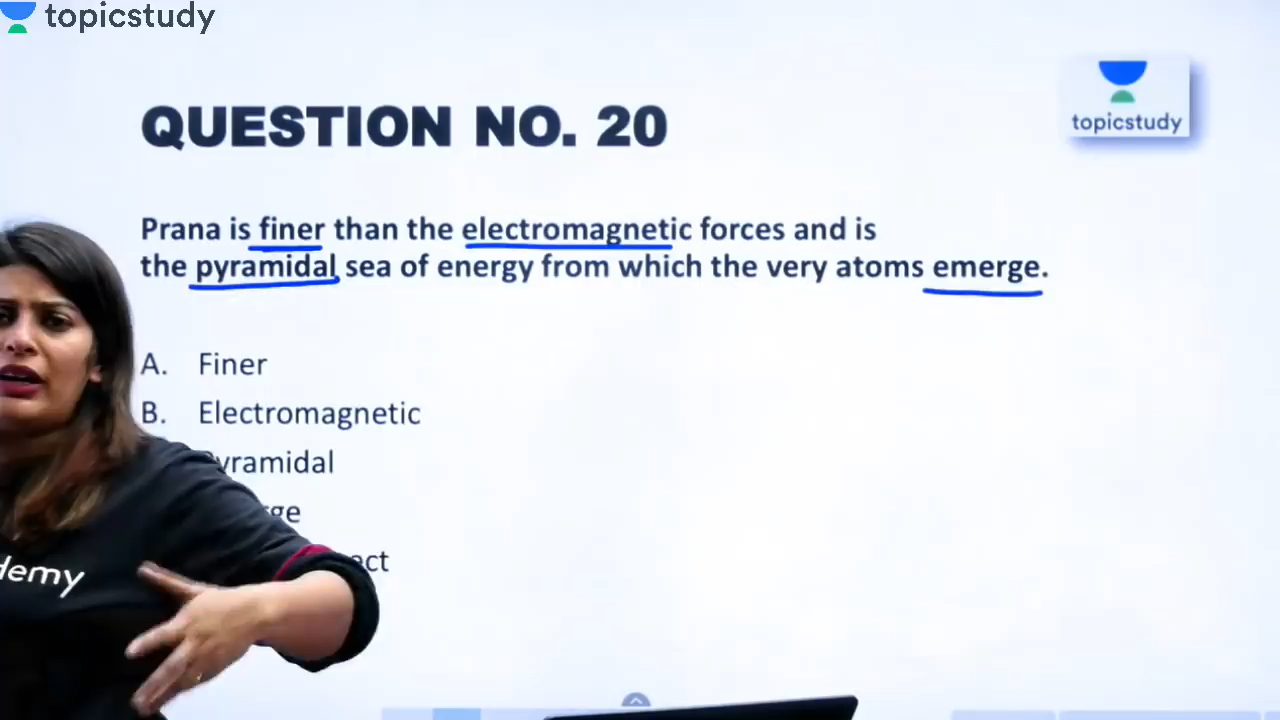 topicstudy
topicstudy
QUESTION NO. 20
Prana is finer than the electromagnetic forces and is
the pyramidal sea of energy from which the very atoms emerge.
A. Finer
B. Electromagnetic